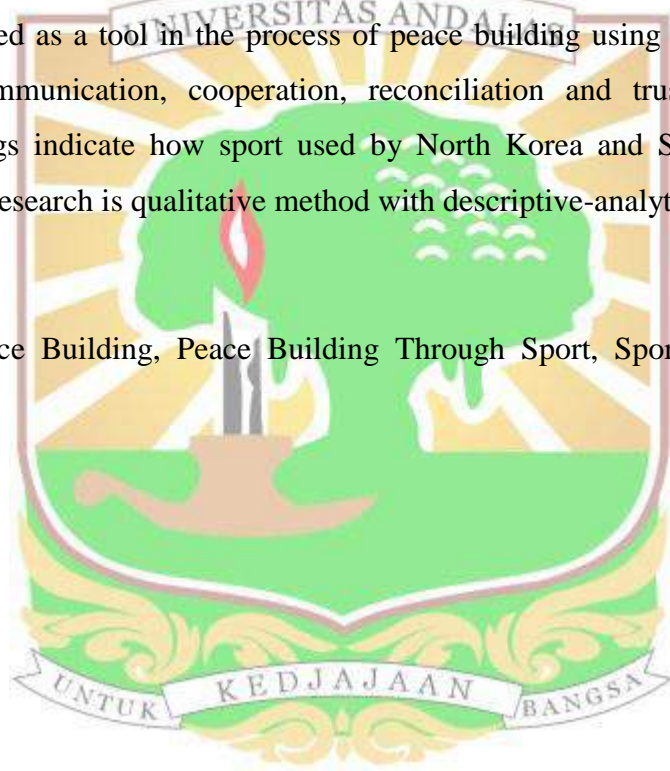 UNIVERSITAS ANDALAS
ed as a tool in the process of peace building using
mmunication, cooperation, reconciliation and trus
gs indicate how sport used by North Korea and S
esearch is qualitative method with descriptive-analyt
ce Building, Peace Building Through Sport, Spor
UNTUK KEDJAJAAN BANGSA